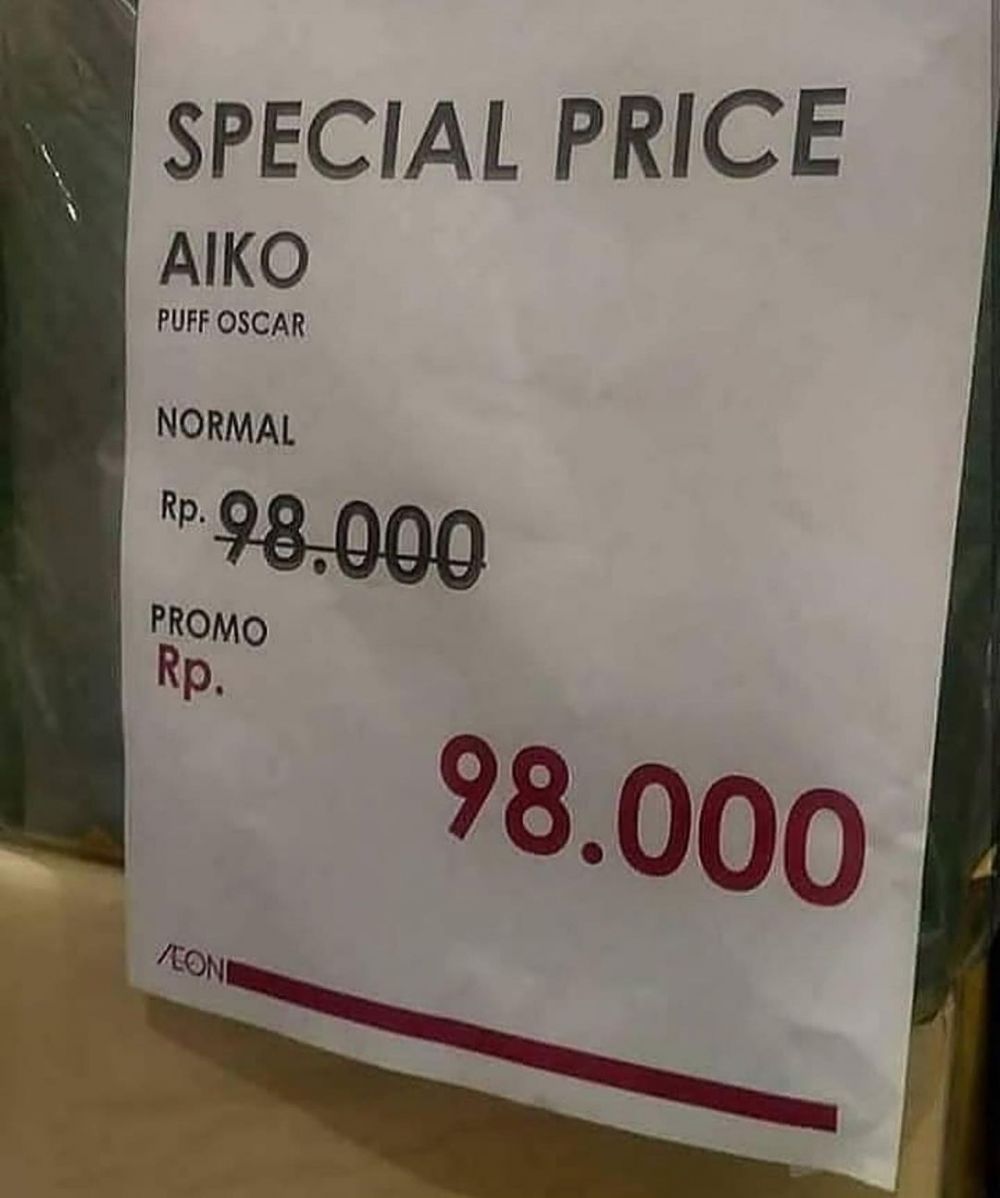 SPECIAL PRICE
AIKO
PUFF OSCAR
NORMAL
Rp. 98.000
PROMO
Rp.
98.000
ÆON